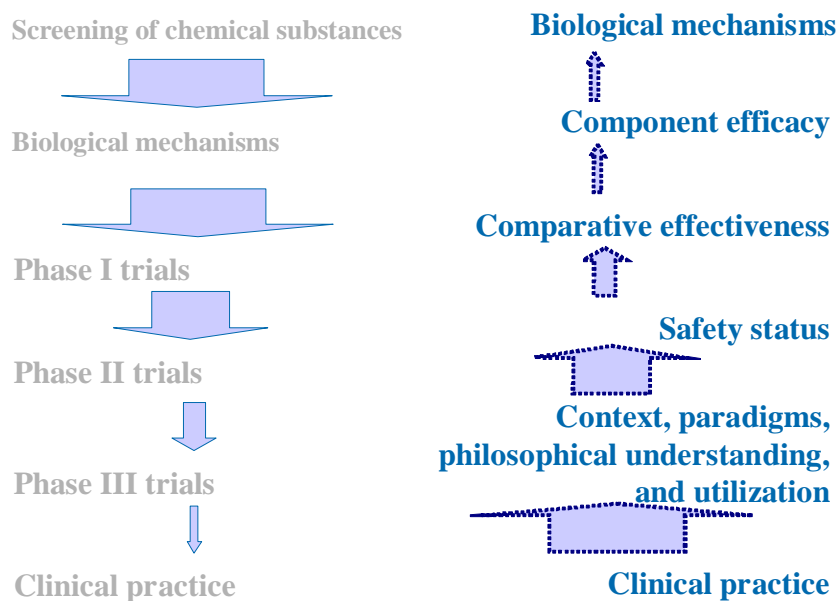 Screening of chemical substances
Biological mechanisms
Phase I trials
Phase II trials
Phase III trials
Clinical practice
Biological mechanisms
Component efficacy
Comparative effectiveness
Safety status
Context, paradigms,
philosophical understanding,
and utilization
Clinical practice